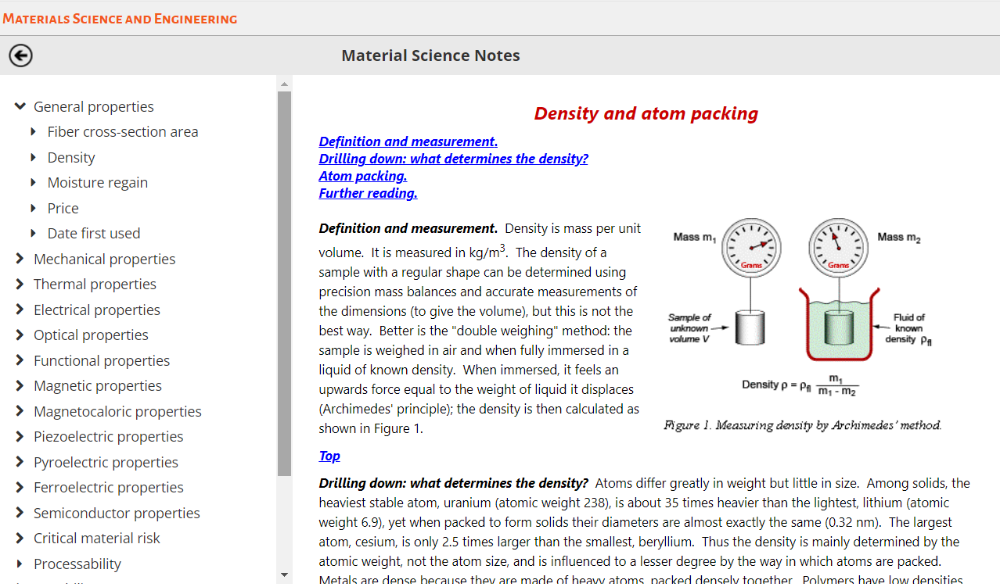 Materials Science and Engineering
Material Science Notes
General properties
Fiber cross-section area
Density
Moisture regain
Price
Date first used
Mechanical properties
Thermal properties
Electrical properties
Optical properties
Functional properties
Magnetic properties
Magnetocaloric properties
Piezoelectric properties
Pyroelectric properties
Ferroelectric properties
Semiconductor properties
Critical material risk
Processability
Density and atom packing
Definition and measurement.
Drilling down: what determines the density?
Atom packing.
Further reading.
Definition and measurement. Density is mass per unit
volume. It is measured in kg/m³. The density of a
sample with a regular shape can be determined using
precision mass balances and accurate measurements of
the dimensions (to give the volume), but this is not the
best way. Better is the "double weighing" method: the
sample is weighed in air and when fully immersed in a
liquid of known density. When immersed, it feels an
upwards force equal to the weight of liquid it displaces
(Archimedes' principle); the density is then calculated as
shown in Figure 1.
Mass m₁
Grams
Grams
Mass m₂
Sample of
unknown
volume V
Fluid of
known
density ρfl
Density ρ = ρfl m₁ / m₁ - m₂
Figure 1. Measuring density by Archimedes' method.
Top
Drilling down: what determines the density? Atoms differ greatly in weight but little in size. Among solids, the
heaviest stable atom, uranium (atomic weight 238), is about 35 times heavier than the lightest, lithium (atomic
weight 6.9), yet when packed to form solids their diameters are almost exactly the same (0.32 nm). The largest
atom, cesium, is only 2.5 times larger than the smallest, beryllium. Thus the density is mainly determined by the
atomic weight, not the atom size, and is influenced to a lesser degree by the way in which atoms are packed.
Metals are dense because they are made of heavy atoms, packed densely together. Polymers have low densities